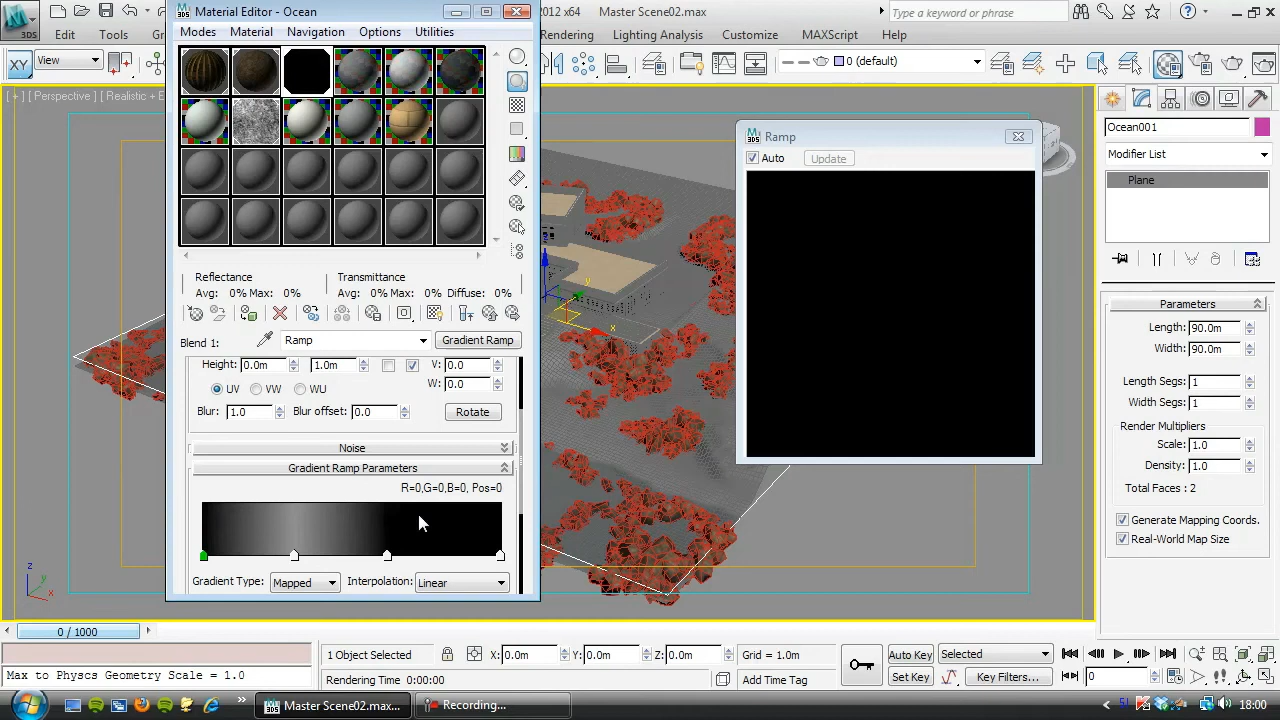 Material Editor - Ocean
2012 x64 Master Scene02.max
Type a keyword or phrase
Edit Tools
Modes Material Navigation Options Utilities
Rendering Lighting Analysis Customize MAXScript Help
XY View 0 (default)
[ + ] [ Perspective ] [ Realistic + E
Ramp
Auto Update
Ocean001
Modifier List
Plane
Reflectance Transmittance
Avg: 0% Max: 0% Avg: 0% Max: 0% Diffuse: 0%
Blend 1: Ramp Gradient Ramp
Height: 0.0m 1.0m V: 0.0
W: 0.0
UV VW WU
Blur: 1.0 Blur offset: 0.0 Rotate
Noise
Gradient Ramp Parameters
R=0,G=0,B=0, Pos=0
Gradient Type: Mapped Interpolation: Linear
Parameters
Length: 90.0m
Width: 90.0m
Length Segs: 1
Width Segs: 1
Render Multipliers
Scale: 1.0
Density: 1.0
Total Faces : 2
Generate Mapping Coords.
Real-World Map Size
0 / 1000
1 Object Selected X: 0.0m Y: 0.0m Z: 0.0m Grid = 1.0m Auto Key Selected
Max to Physcs Geometry Scale = 1.0 Rendering Time 0:00:00 Add Time Tag Set Key Key Filters... 0
Master Scene02.max... Recording... 51 18:00